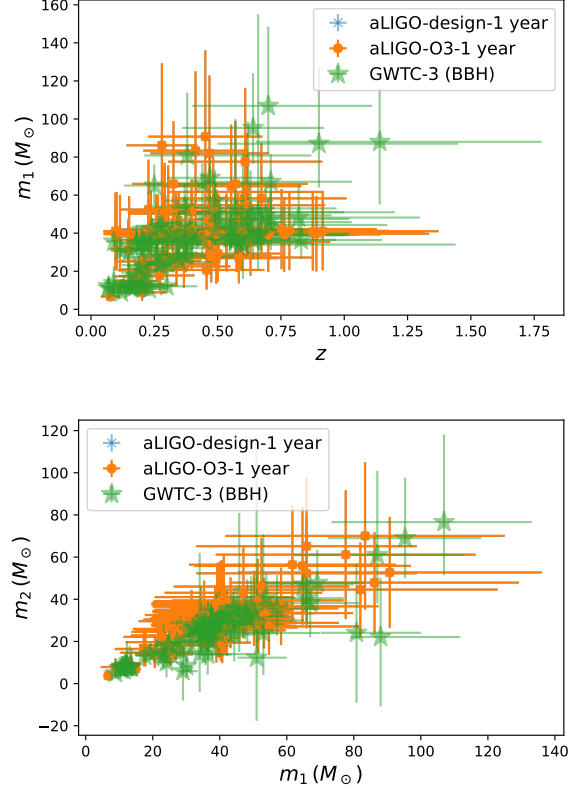 160
140
120
100
80
60
40
20
0
m₁ (M⊙)
aLIGO-design-1 year
aLIGO-O3-1 year
GWTC-3 (BBH)
0.00 0.25 0.50 0.75 1.00 1.25 1.50 1.75
z
120
100
80
60
40
20
0
−20
m₂ (M⊙)
aLIGO-design-1 year
aLIGO-O3-1 year
GWTC-3 (BBH)
0 20 40 60 80 100 120 140
m₁ (M⊙)